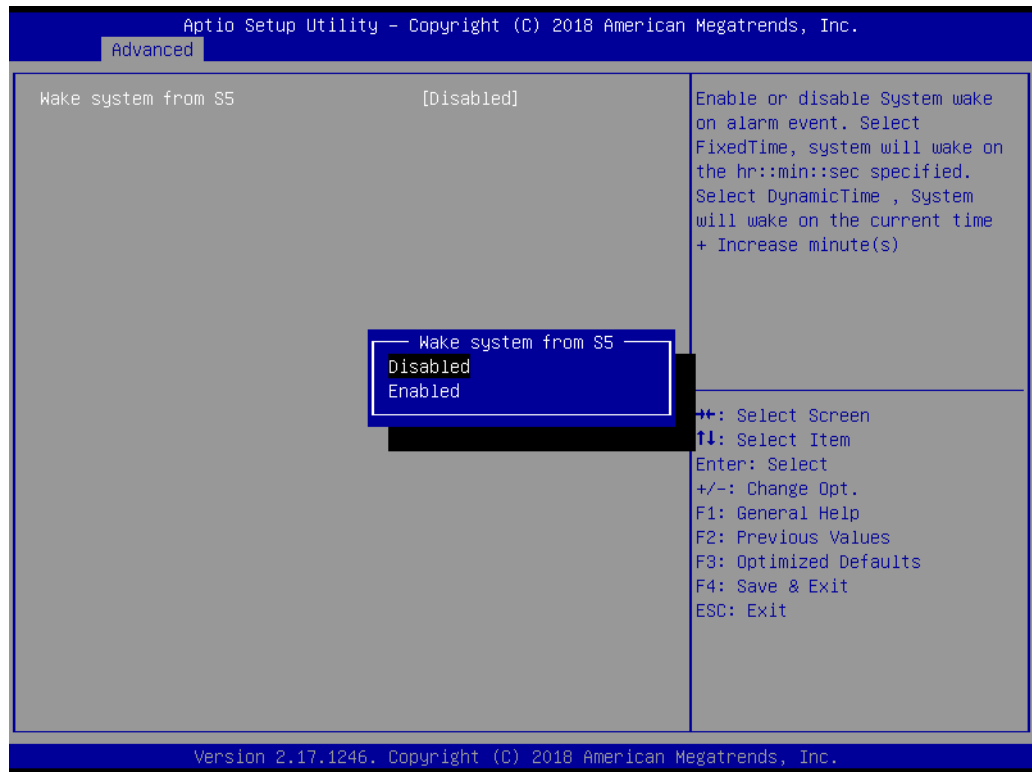 Aptio Setup Utility – Copyright (C) 2018 American Megatrends, Inc.
Advanced
Wake system from S5 [Disabled]
Enable or disable System wake
on alarm event. Select
FixedTime, system will wake on
the hr::min::sec specified.
Select DynamicTime , System
will wake on the current time
+ Increase minute(s)
Wake system from S5
Disabled
Enabled
→←: Select Screen
↑↓: Select Item
Enter: Select
+/-: Change Opt.
F1: General Help
F2: Previous Values
F3: Optimized Defaults
F4: Save & Exit
ESC: Exit
Version 2.17.1246. Copyright (C) 2018 American Megatrends, Inc.